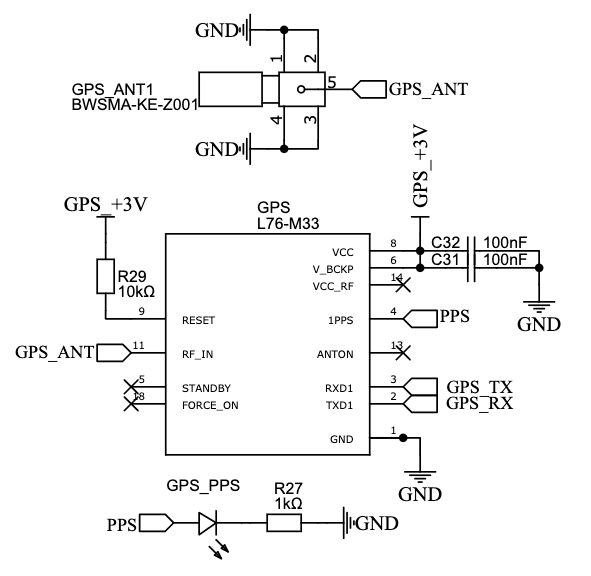 GND
1
2
GPS_ANT1
BWSMA-KE-Z001
5
GPS_ANT
4
3
GND
GPS_+3V
GPS_+3V
GPS
L76-M33
R29
10kΩ
VCC
8
C32
100nF
V_BCKP
6
C31
100nF
VCC_RF
14
GND
9
RESET
1PPS
4
PPS
GPS_ANT
11
RF_IN
ANTON
13
5
STANDBY
RXD1
3
GPS_TX
18
FORCE_ON
TXD1
2
GPS_RX
GND
1
GND
GPS_PPS
R27
1kΩ
PPS
GND